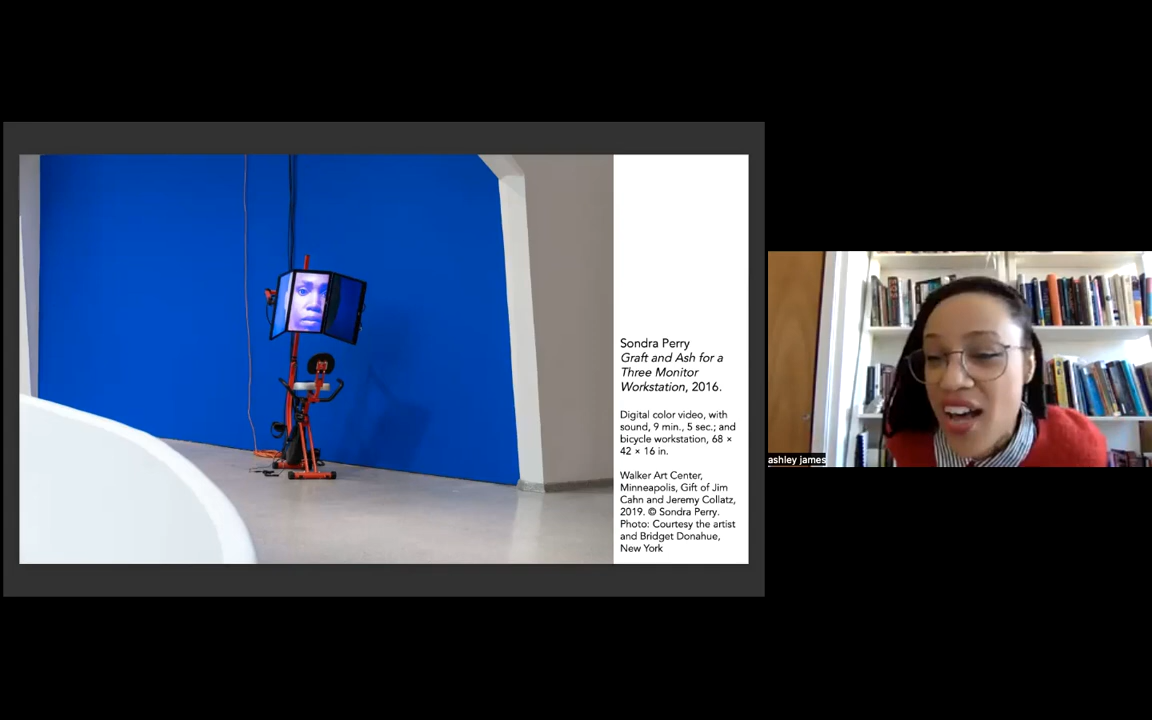 Sondra Perry
Graft and Ash for a
Three Monitor
Workstation, 2016.
Digital color video, with
sound, 9 min., 5 sec.; and
bicycle workstation, 68 ×
42 × 16 in.
Walker Art Center,
Minneapolis, Gift of Jim
Cahn and Jeremy Collatz,
2019. © Sondra Perry.
Photo: Courtesy the artist
and Bridget Donahue,
New York
ashley james